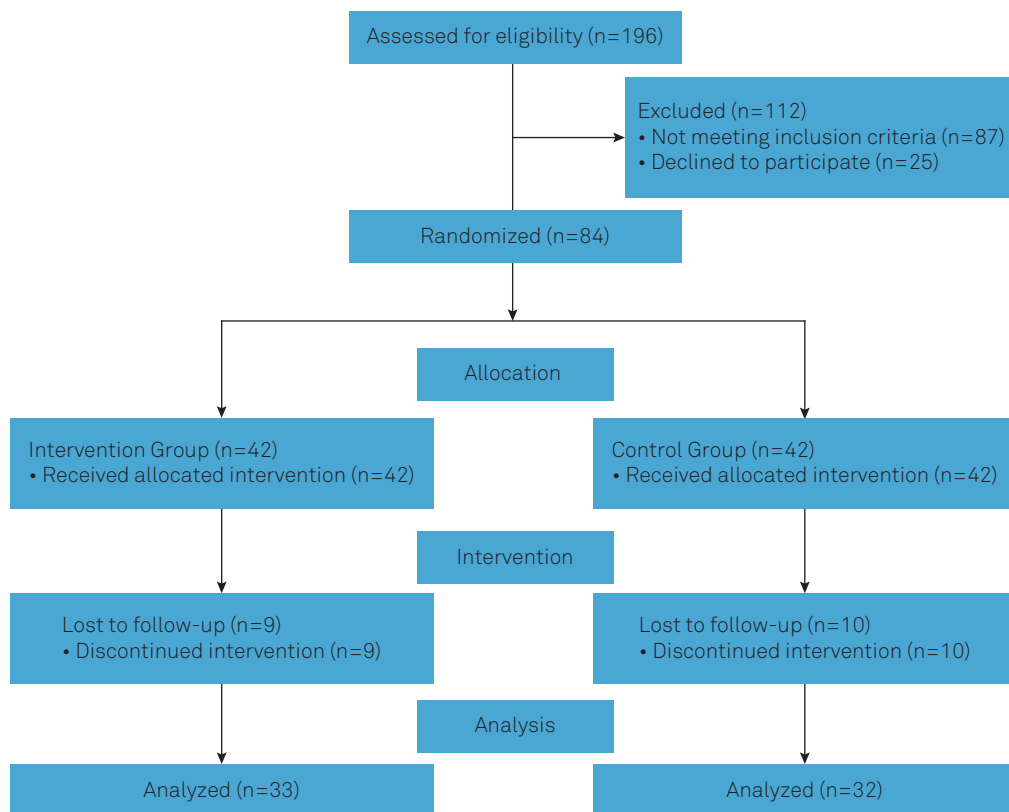 Assessed for eligibility (n=196)
Excluded (n=112)
• Not meeting inclusion criteria (n=87)
• Declined to participate (n=25)
Randomized (n=84)
Allocation
Intervention Group (n=42)
• Received allocated intervention (n=42)
Control Group (n=42)
• Received allocated intervention (n=42)
Intervention
Lost to follow-up (n=9)
• Discontinued intervention (n=9)
Lost to follow-up (n=10)
• Discontinued intervention (n=10)
Analysis
Analyzed (n=33)
Analyzed (n=32)